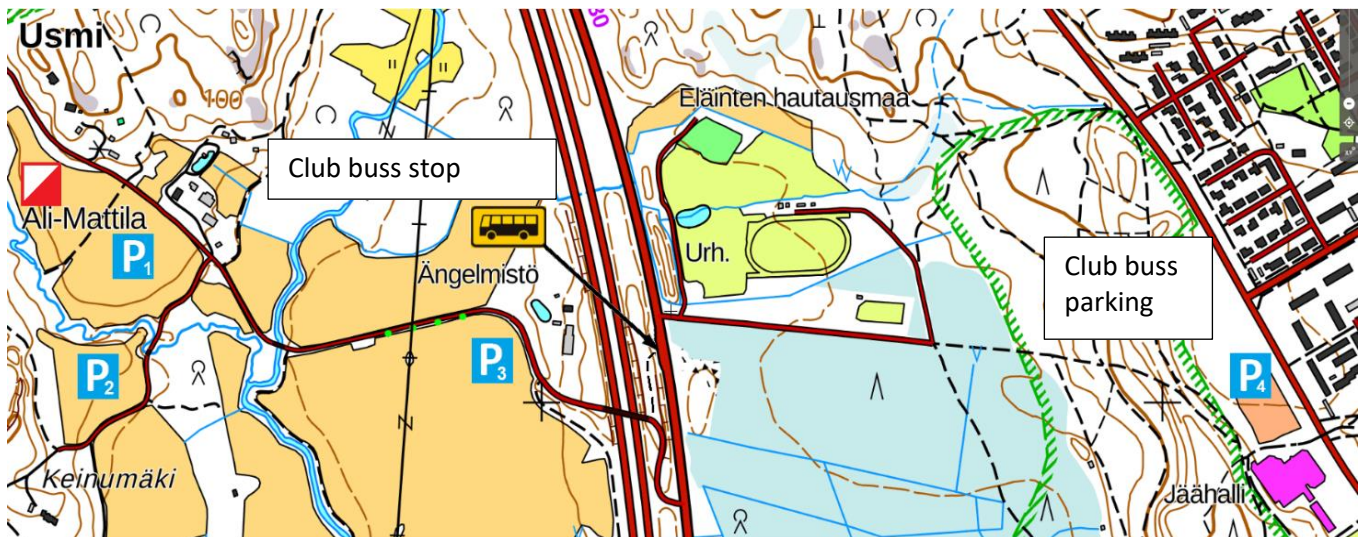 Usmi
30
100
Eläinten hautausmaa
Club buss stop
Ali-Mattila
P1
Ängelmistö
Urh.
Club buss
parking
P2
P3
P4
Keinumäki
Jäähalli